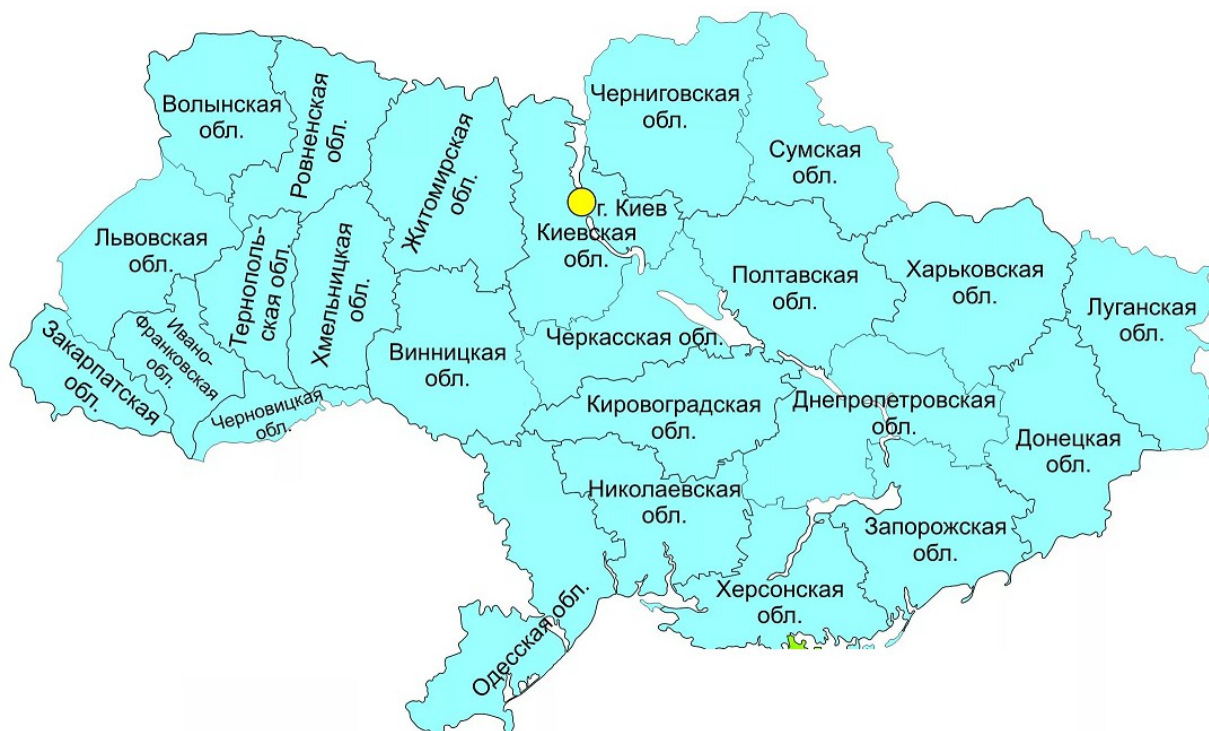 Волынская
обл.
Ровненская
обл.
Житомирская
обл.
Черниговская
обл.
Сумская
обл.
г. Киев
Киевская
обл.
Львовская
обл.
Тернополь-
ская обл.
Хмельницкая
обл.
Полтавская
обл.
Харьковская
обл.
Луганская
обл.
Закарпатская
обл.
Ивано-
Франковская
обл.
Черновицкая
обл.
Винницкая
обл.
Черкасская обл.
Кировоградская
обл.
Днепропетровская
обл.
Донецкая
обл.
Николаевская
обл.
Запорожская
обл.
Херсонская
обл.
Одесская обл.